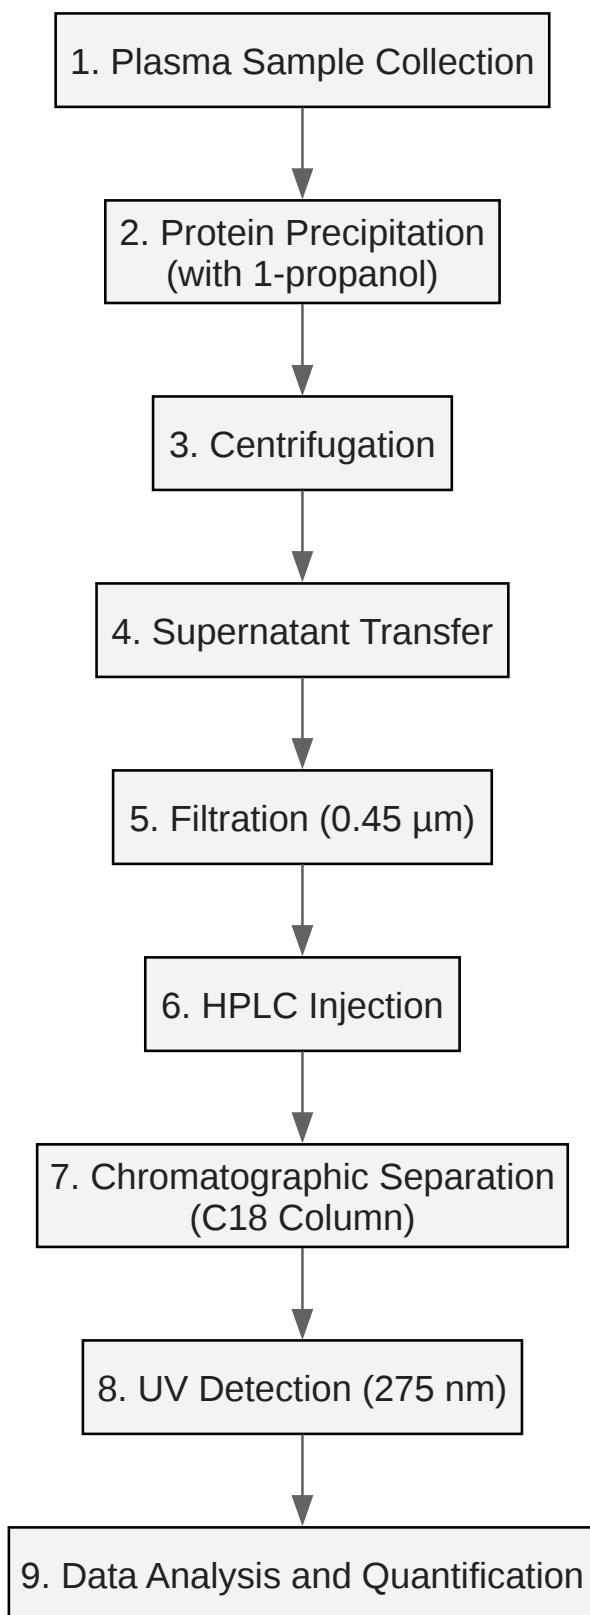 1. Plasma Sample Collection
2. Protein Precipitation
(with 1-propanol)
3. Centrifugation
4. Supernatant Transfer
5. Filtration (0.45 µm)
6. HPLC Injection
7. Chromatographic Separation
(C18 Column)
8. UV Detection (275 nm)
9. Data Analysis and Quantification